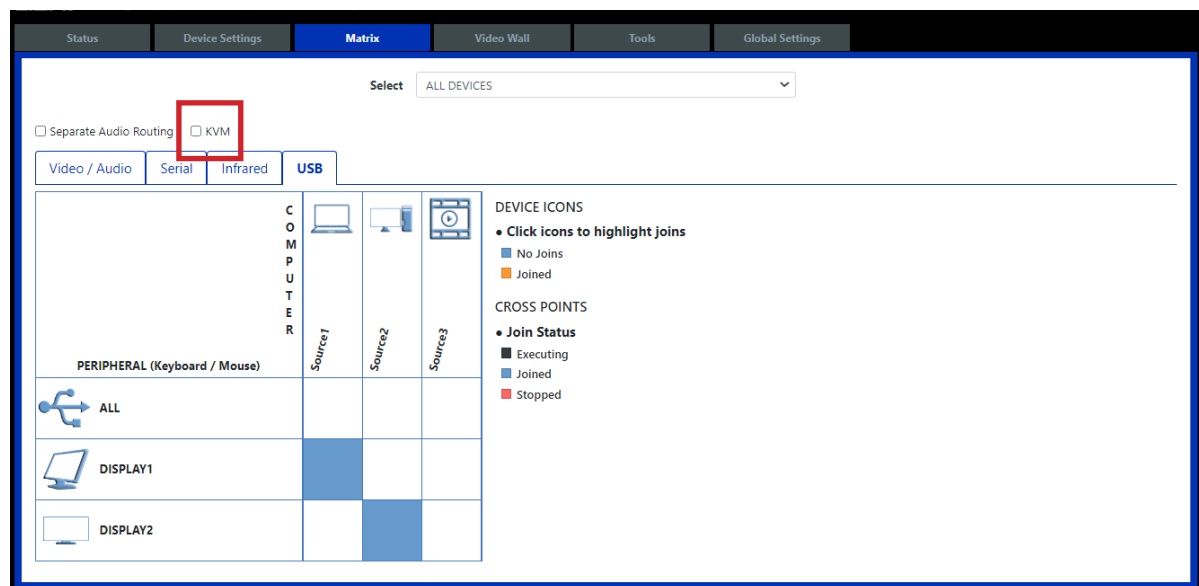 Status Device Settings Matrix Video Wall Tools Global Settings
Select ALL DEVICES
Separate Audio Routing KVM
Video / Audio Serial Infrared USB
COMPUTER
Source1 Source2 Source3
PERIPHERAL (Keyboard / Mouse)
ALL
DISPLAY1
DISPLAY2
DEVICE ICONS
• Click icons to highlight joins
No Joins
Joined
CROSS POINTS
• Join Status
Executing
Joined
Stopped